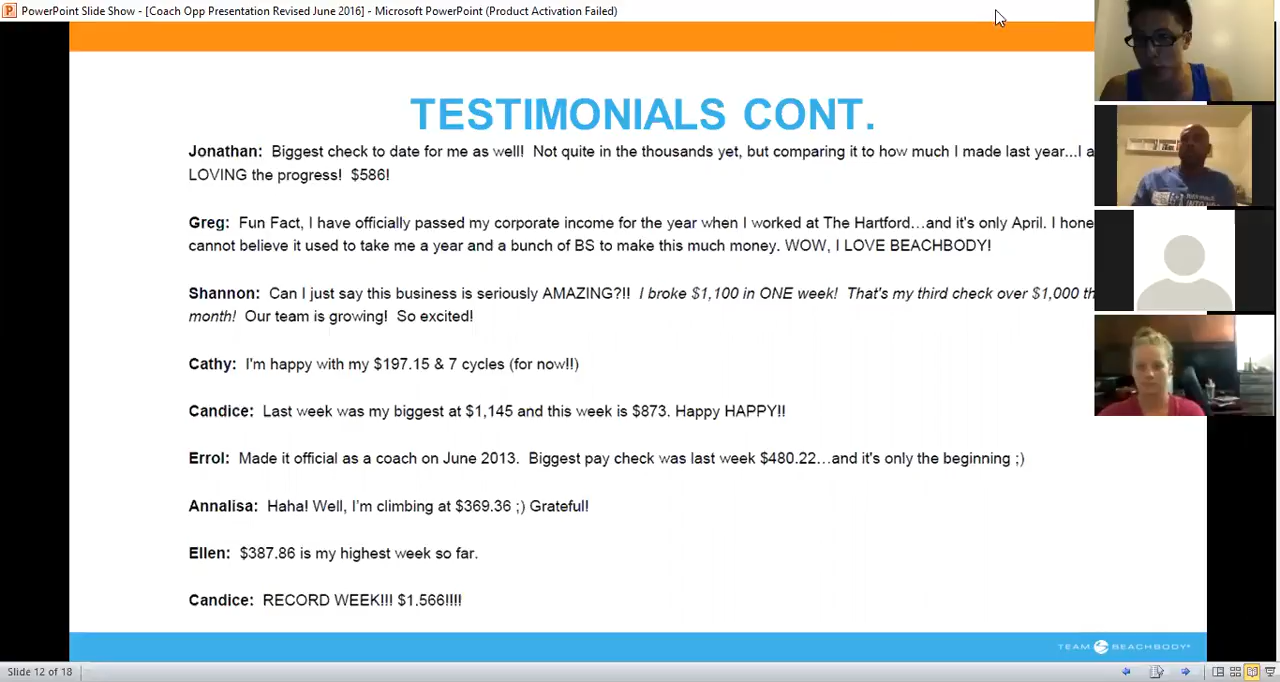 PowerPoint Slide Show - [Coach Opp Presentation Revised June 2016] - Microsoft PowerPoint (Product Activation Failed)
TESTIMONIALS CONT.
Jonathan: Biggest check to date for me as well! Not quite in the thousands yet, but comparing it to how much I made last year...I a
LOVING the progress! $586!
Greg: Fun Fact, I have officially passed my corporate income for the year when I worked at The Hartford...and it's only April. I hone
cannot believe it used to take me a year and a bunch of BS to make this much money. WOW, I LOVE BEACHBODY!
Shannon: Can I just say this business is seriously AMAZING?!! I broke $1,100 in ONE week! That's my third check over $1,000 th
month! Our team is growing! So excited!
Cathy: I'm happy with my $197.15 & 7 cycles (for now!!)
Candice: Last week was my biggest at $1,145 and this week is $873. Happy HAPPY!!
Errol: Made it official as a coach on June 2013. Biggest pay check was last week $480.22...and it's only the beginning ;)
Annalisa: Haha! Well, I'm climbing at $369.36 ;) Grateful!
Ellen: $387.86 is my highest week so far.
Candice: RECORD WEEK!!! $1.566!!!!
TEAM BEACHBODY
Slide 12 of 18